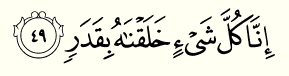 إِنَّا كُلَّ شَىْءٍ خَلَقْنَٰهُ بِقَدَرٍ ﴿٤٩﴾